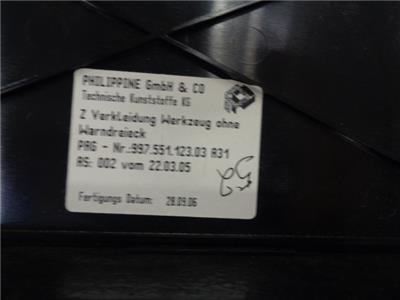 PHILIPPINE GmbH & CO
Technische Kunststoffe KG
Z Verkleidung Werkzeug ohne
Warndreieck
PAG - Nr.:997.551.123.03 A31
AS: 002 vom 22.03.05
Fertigungs Datum: 28.09.06